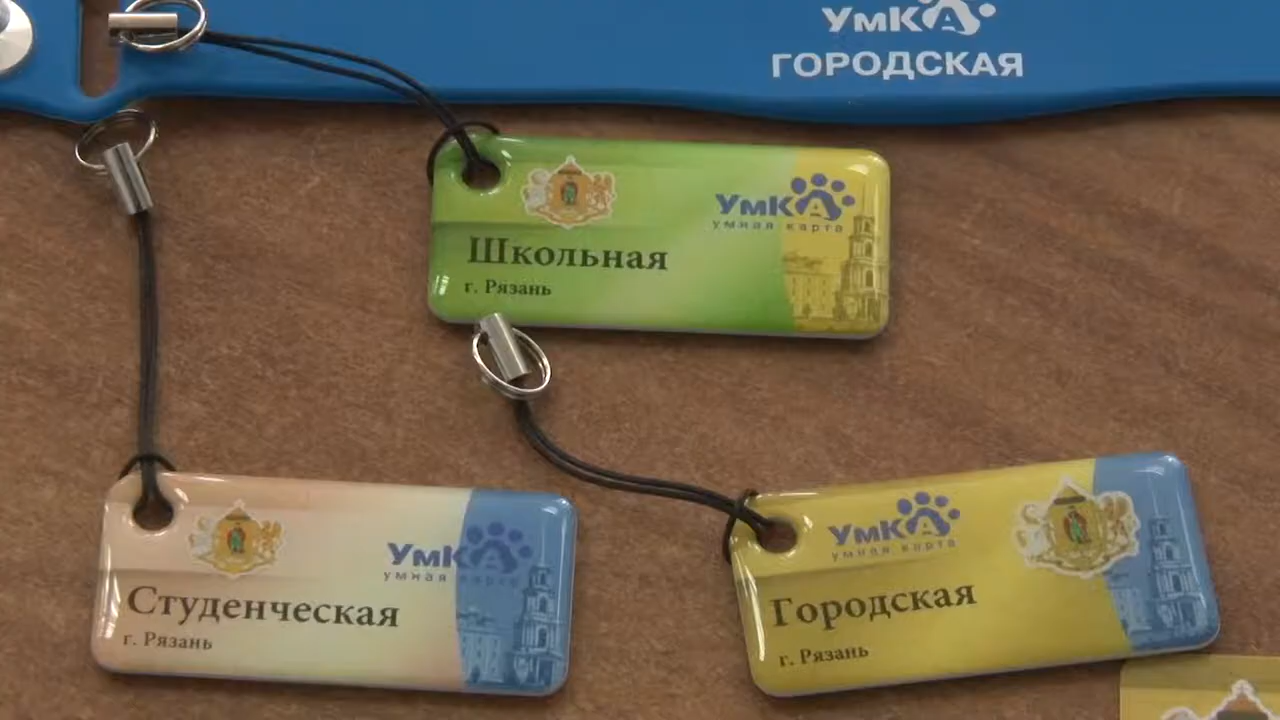 УмКА
ГОРОДСКАЯ
УмКА
умная карта
Школьная
г. Рязань
УмКА
умная карта
Студенческая
г. Рязань
УмКА
умная карта
Городская
г. Рязань